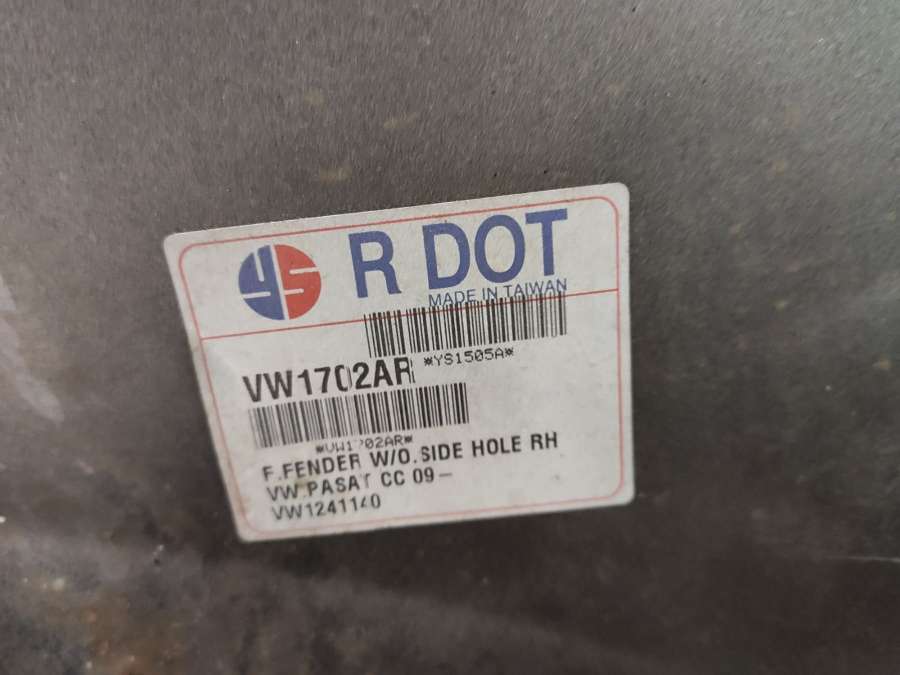 YS R DOT
MADE IN TAIWAN
*YS1505A*
VW1702AR
*VW1702AR*
F.FENDER W/O.SIDE HOLE RH
VW.PASAT CC 09-
VW1241140